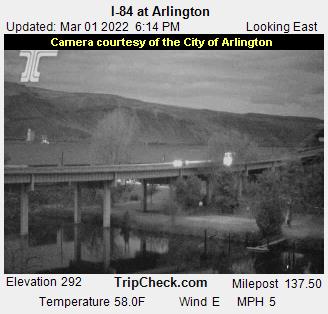 I-84 at Arlington
Updated: Mar 01 2022 6:14 PM Looking East
Camera courtesy of the City of Arlington
Elevation 292 TripCheck.com Milepost 137.50
Temperature 58.0F Wind E MPH 5